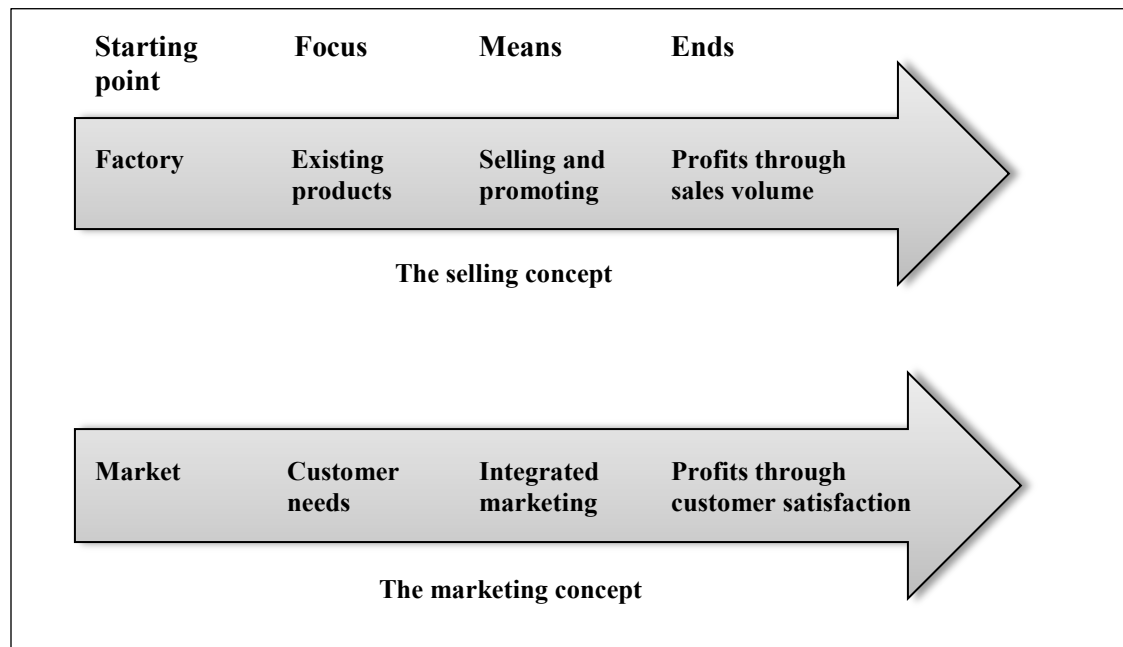 Starting point
Focus
Means
Ends
Factory
Existing products
Selling and promoting
Profits through sales volume
The selling concept
Market
Customer needs
Integrated marketing
Profits through customer satisfaction
The marketing concept